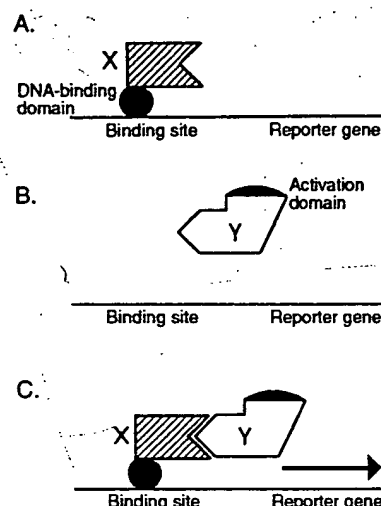 A.
X
DNA-binding
domain
Binding site Reporter gene
B.
Activation
domain
Y
Binding site Reporter gene
C.
X Y
Binding site Reporter gene